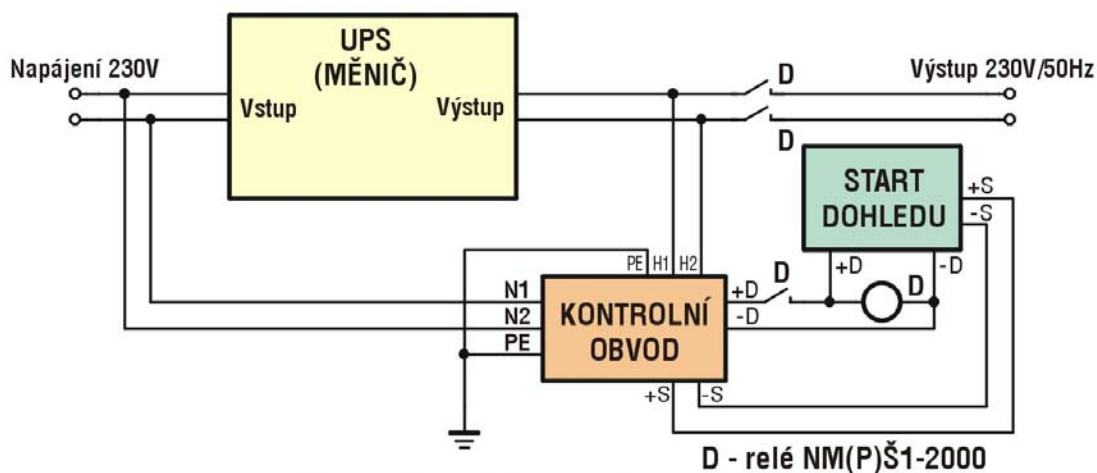 UPS
(MĚNIČ)
Napájení 230V
D
Výstup 230V/50Hz
Vstup
Výstup
D
START
DOHLEDU
+S
-S
PE H1 H2
D
+D
-D
N1
+D
D
N2
KONTROLNÍ
OBVOD
-D
PE
+S
-S
D - relé NM(P)Š1-2000